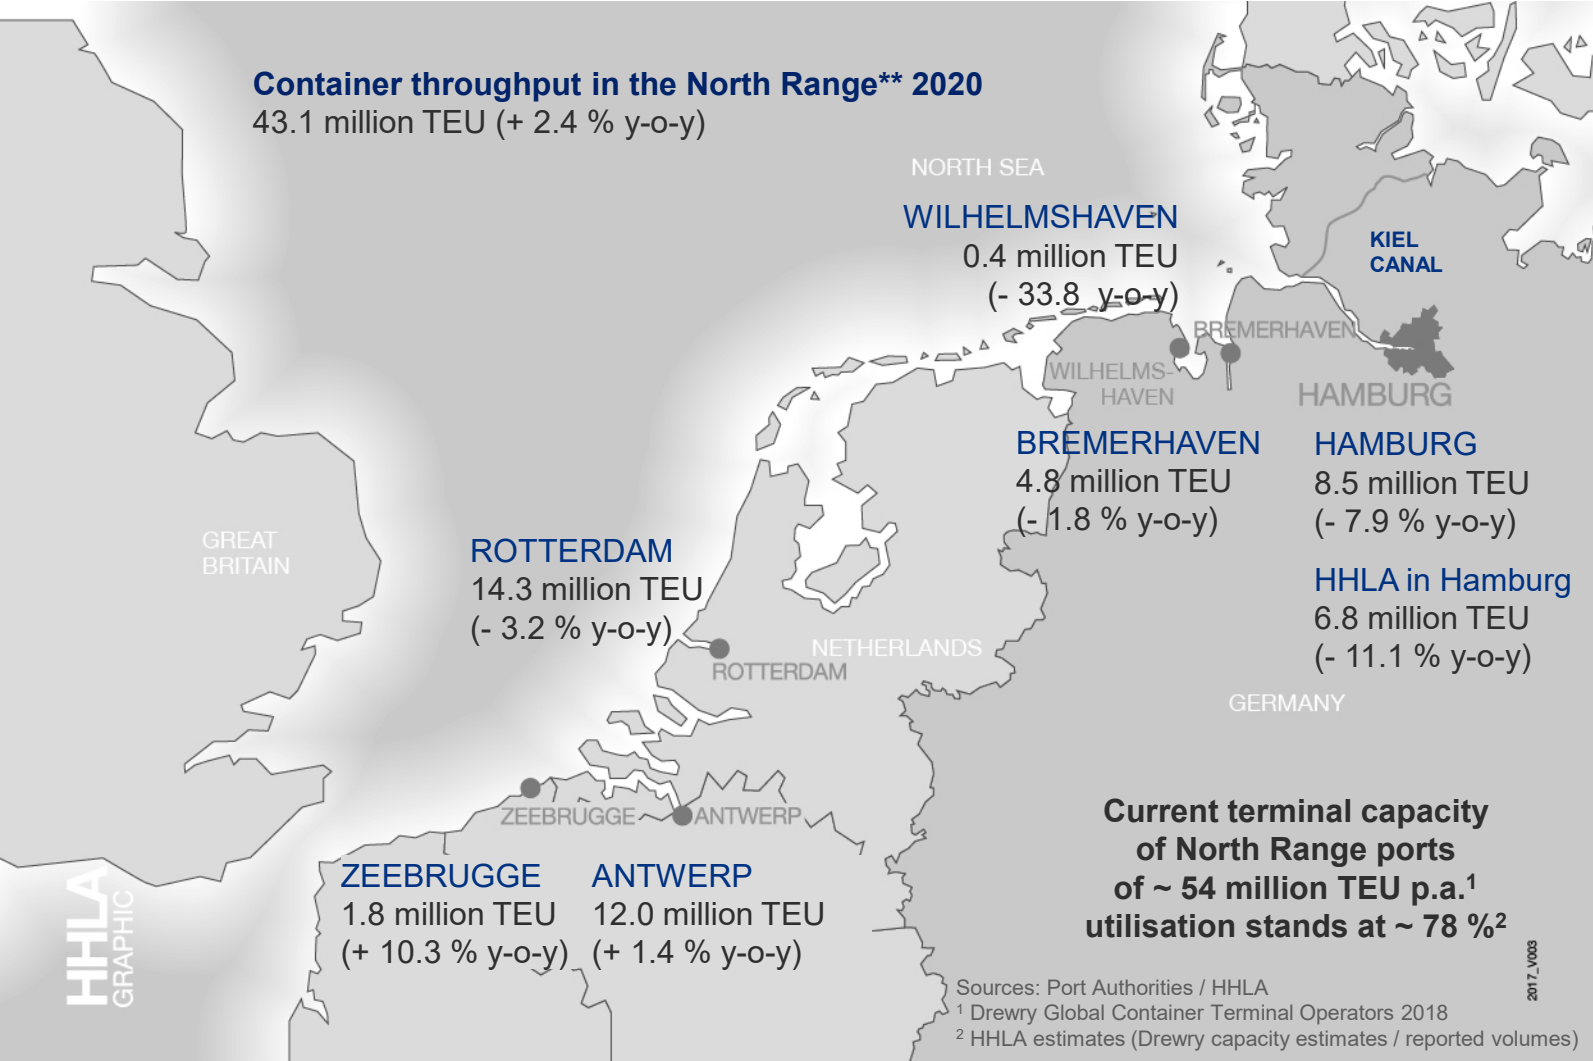 Container throughput in the North Range** 2020
43.1 million TEU (+ 2.4 % y-o-y)
NORTH SEA
WILHELMSHAVEN
0.4 million TEU
(- 33.8  y-o-y)
KIEL
CANAL
BREMERHAVEN
WILHELMS-
HAVEN
HAMBURG
BREMERHAVEN
4.8 million TEU
(- 1.8 % y-o-y)
HAMBURG
8.5 million TEU
(- 7.9 % y-o-y)
HHLA in Hamburg
6.8 million TEU
(- 11.1 % y-o-y)
GREAT
BRITAIN
ROTTERDAM
14.3 million TEU
(- 3.2 % y-o-y)
NETHERLANDS
ROTTERDAM
GERMANY
ZEEBRUGGE
ANTWERP
ZEEBRUGGE
1.8 million TEU
(+ 10.3 % y-o-y)
ANTWERP
12.0 million TEU
(+ 1.4 % y-o-y)
Current terminal capacity
of North Range ports
of ~ 54 million TEU p.a.¹
utilisation stands at ~ 78 %²
HHLA
GRAPHIC
2017_V003
Sources: Port Authorities / HHLA
¹ Drewry Global Container Terminal Operators 2018
² HHLA estimates (Drewry capacity estimates / reported volumes)